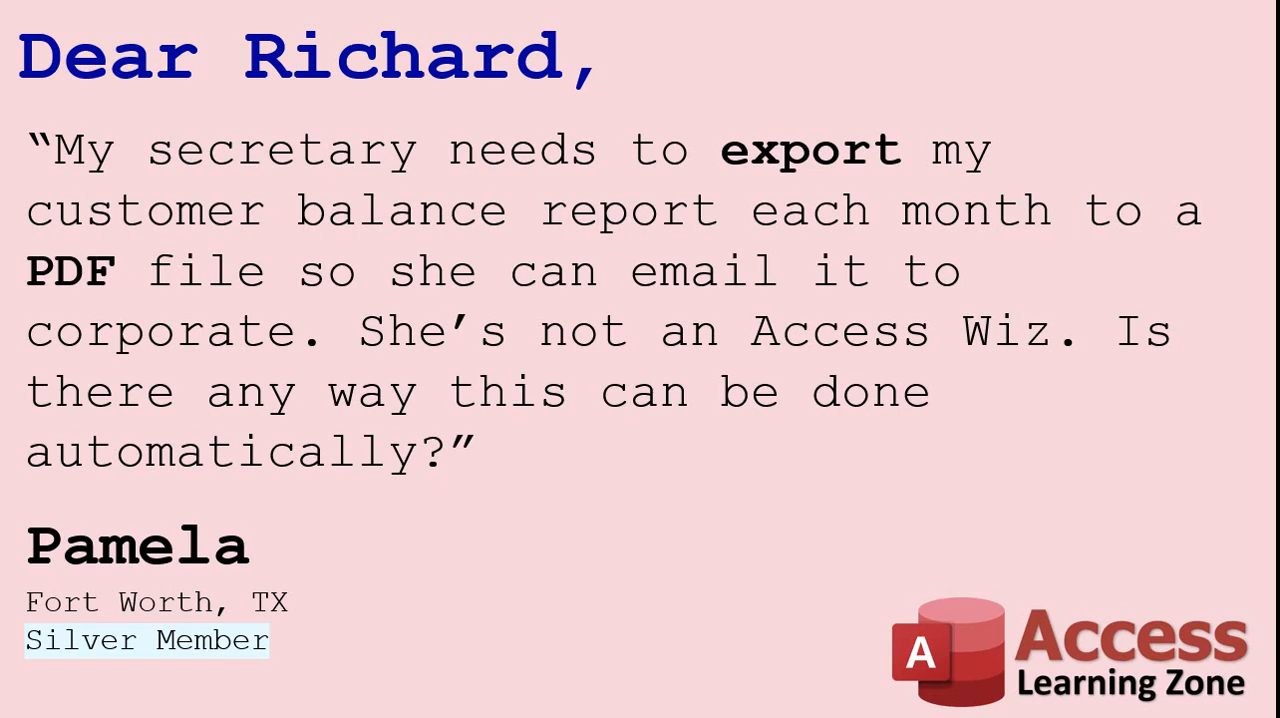 Dear Richard,
“My secretary needs to export my
customer balance report each month to a
PDF file so she can email it to
corporate. She’s not an Access Wiz. Is
there any way this can be done
automatically?”
Pamela
Fort Worth, TX
Silver Member
A
Access
Learning Zone